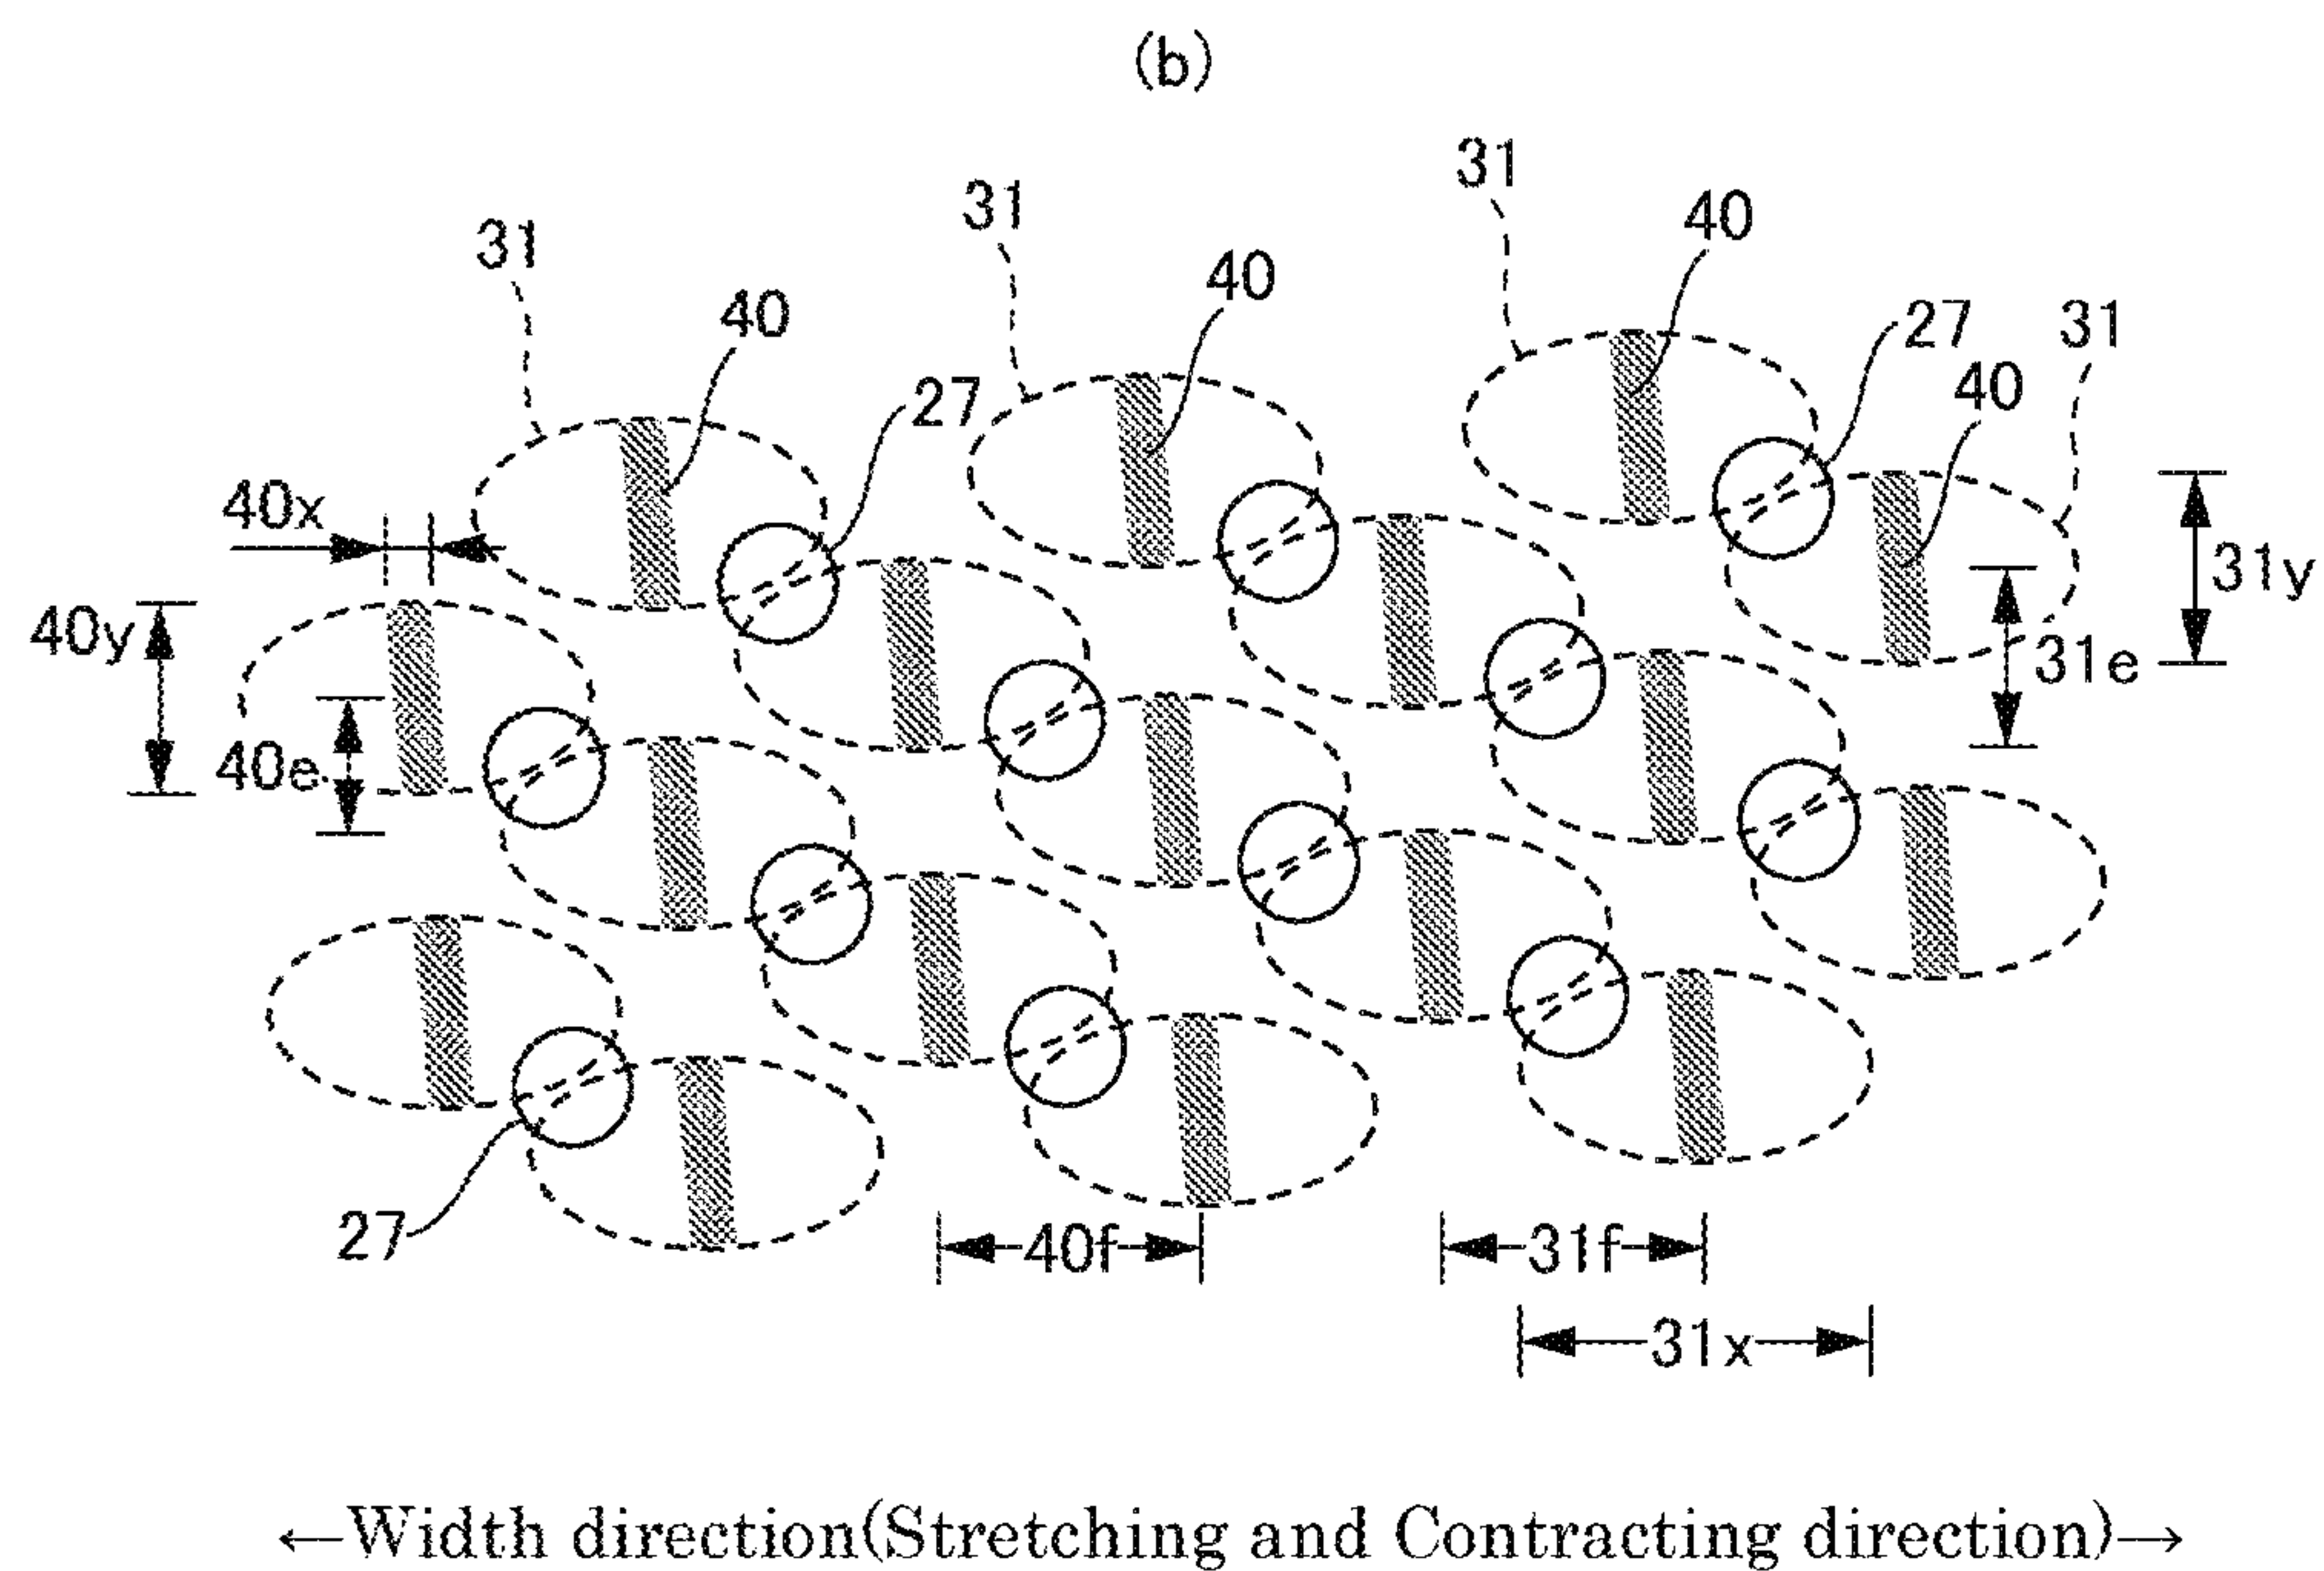 (b)
31
31
31
40
40
40
27
31
27
40
40x
31y
40y
31e
40e
27
40f
31f
31x
←Width direction(Stretching and Contracting direction)→